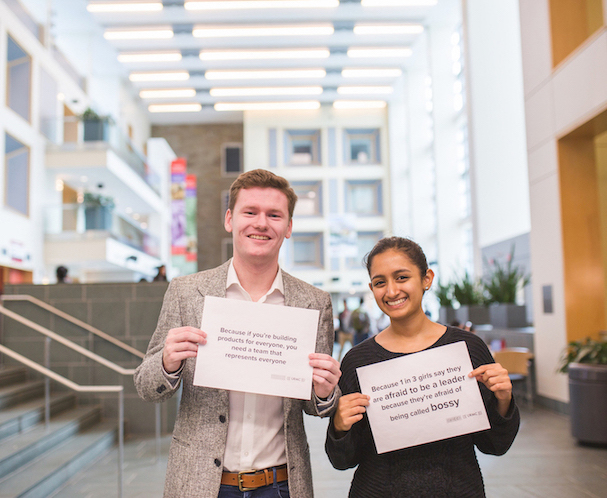 Because if you're building
products for everyone, you
need a team that
represents everyone
Because 1 in 3 girls say they
are afraid to be a leader
because they're afraid of
being called bossy